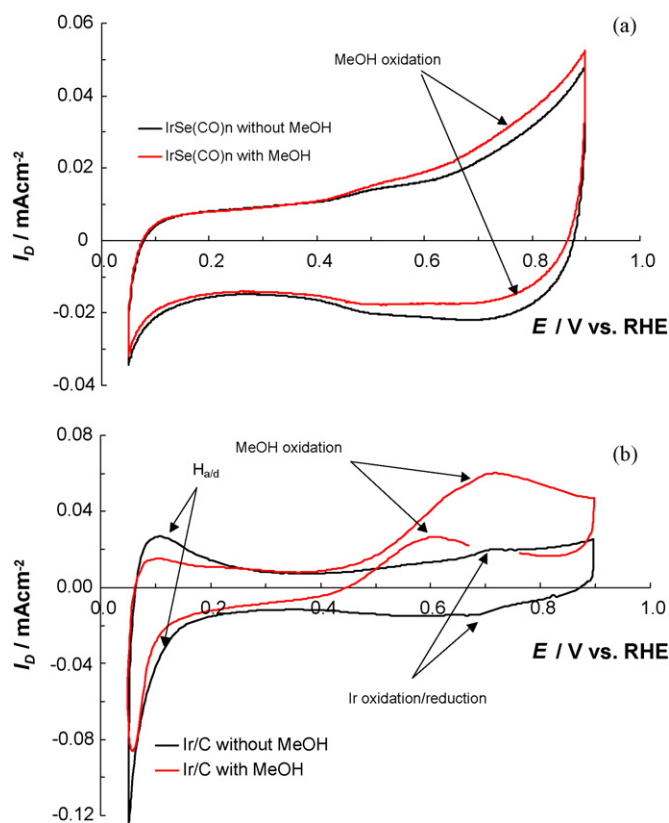 (a)
0.06
0.04
0.02
0
-0.02
-0.04
I_D / mAcm-2
MeOH oxidation
IrSe(CO)n without MeOH
IrSe(CO)n with MeOH
0.0 0.2 0.4 0.6 0.8 1.0
E / V vs. RHE
(b)
0.08
0.04
0.00
-0.04
-0.08
-0.12
I_D / mAcm-2
MeOH oxidation
Ha/d
0.0 0.2 0.4 0.6 0.8 1.0
E / V vs. RHE
Ir oxidation/reduction
Ir/C without MeOH
Ir/C with MeOH